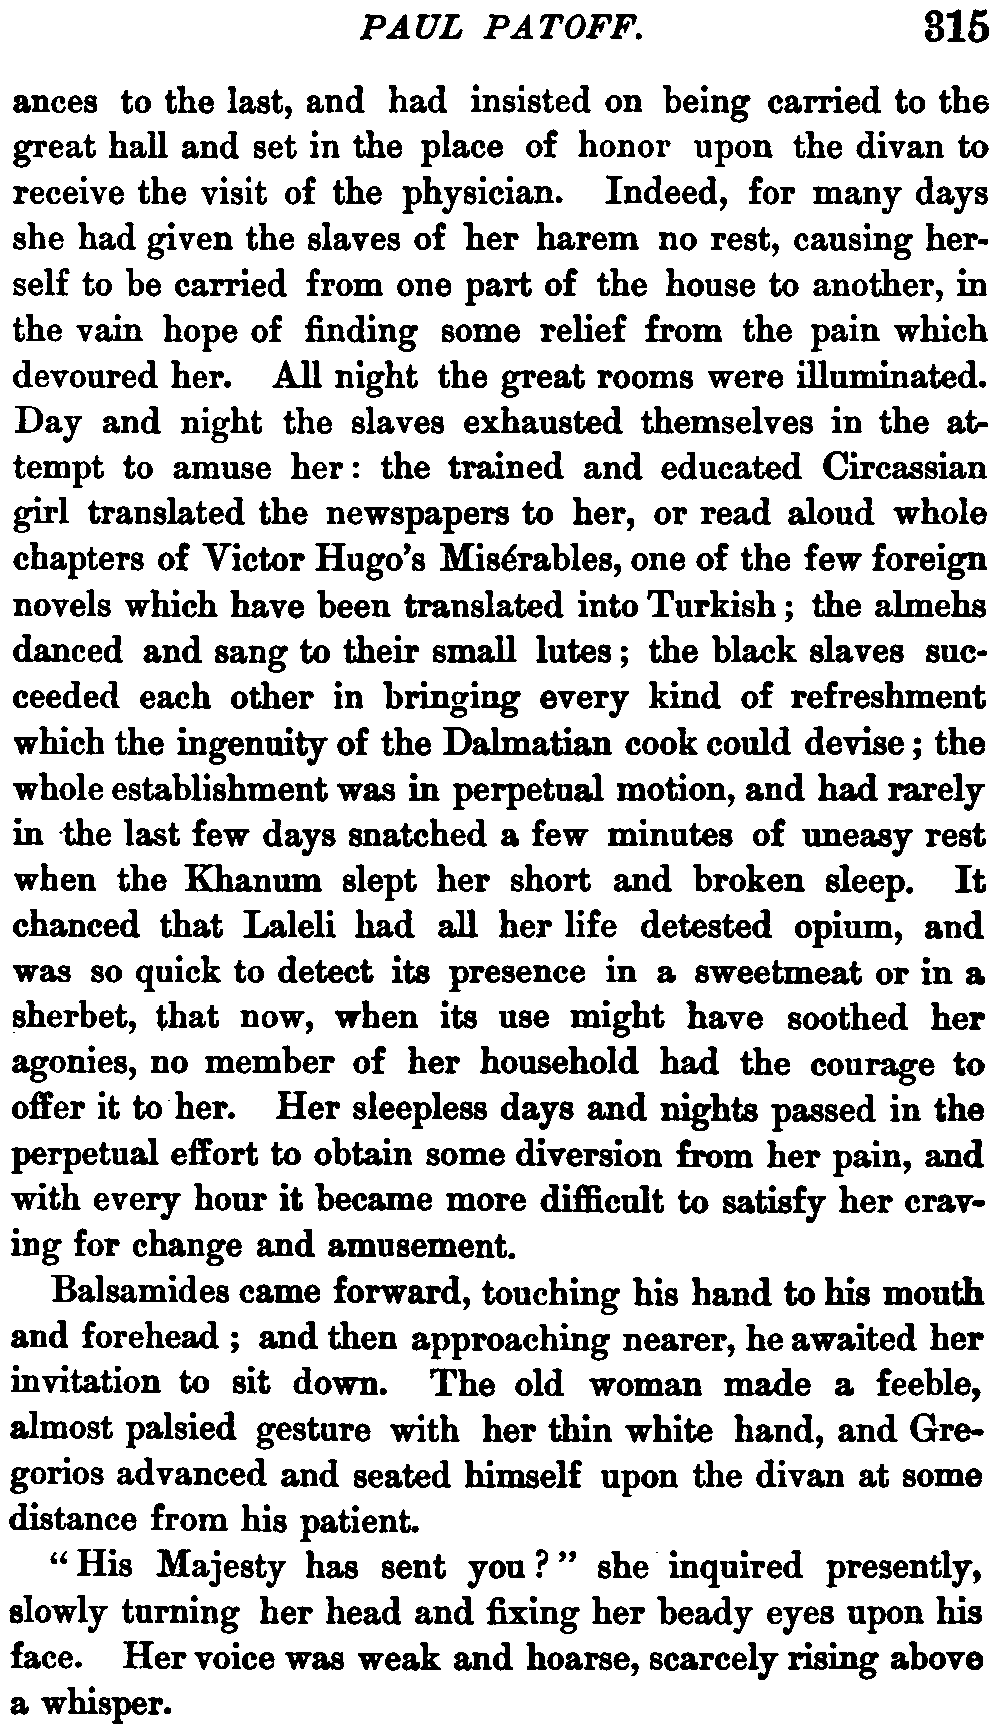 PAUL PATOFF. 315
ances to the last, and had insisted on being carried to the
great hall and set in the place of honor upon the divan to
receive the visit of the physician. Indeed, for many days
she had given the slaves of her harem no rest, causing her-
self to be carried from one part of the house to another, in
the vain hope of finding some relief from the pain which
devoured her. All night the great rooms were illuminated.
Day and night the slaves exhausted themselves in the at-
tempt to amuse her: the trained and educated Circassian
girl translated the newspapers to her, or read aloud whole
chapters of Victor Hugo's Misérables, one of the few foreign
novels which have been translated into Turkish; the almehs
danced and sang to their small lutes; the black slaves suc-
ceeded each other in bringing every kind of refreshment
which the ingenuity of the Dalmatian cook could devise; the
whole establishment was in perpetual motion, and had rarely
in the last few days snatched a few minutes of uneasy rest
when the Khanum slept her short and broken sleep. It
chanced that Laleli had all her life detested opium, and
was so quick to detect its presence in a sweetmeat or in a
sherbet, that now, when its use might have soothed her
agonies, no member of her household had the courage to
offer it to her. Her sleepless days and nights passed in the
perpetual effort to obtain some diversion from her pain, and
with every hour it became more difficult to satisfy her crav-
ing for change and amusement.
Balsamides came forward, touching his hand to his mouth
and forehead; and then approaching nearer, he awaited her
invitation to sit down. The old woman made a feeble,
almost palsied gesture with her thin white hand, and Gre-
gorios advanced and seated himself upon the divan at some
distance from his patient.
"His Majesty has sent you?" she inquired presently,
slowly turning her head and fixing her beady eyes upon his
face. Her voice was weak and hoarse, scarcely rising above
a whisper.